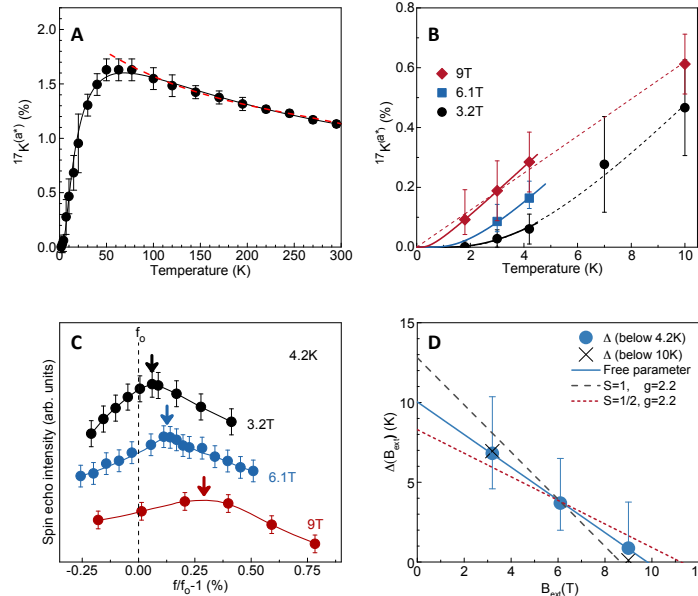 A
2.0
1.5
1.0
0.5
0.0
¹⁷K⁽ᵃ*⁾ (%)
0 50 100 150 200 250 300
Temperature (K)
B
0.6
0.4
0.2
0.0
¹⁷K⁽ᵃ*⁾ (%)
9T
6.1T
3.2T
0 2 4 6 8 10
Temperature (K)
C
f₀
4.2K
3.2T
6.1T
9T
Spin echo intensity (arb. units)
-0.25 0.00 0.25 0.50 0.75
f/f₀-1 (%)
D
15
10
5
0
Δ(Bₑₓₜ) (K)
Δ (below 4.2K)
Δ (below 10K)
Free parameter
S=1, g=2.2
S=1/2, g=2.2
0 2 4 6 8 10 12
Bₑₓₜ(T)